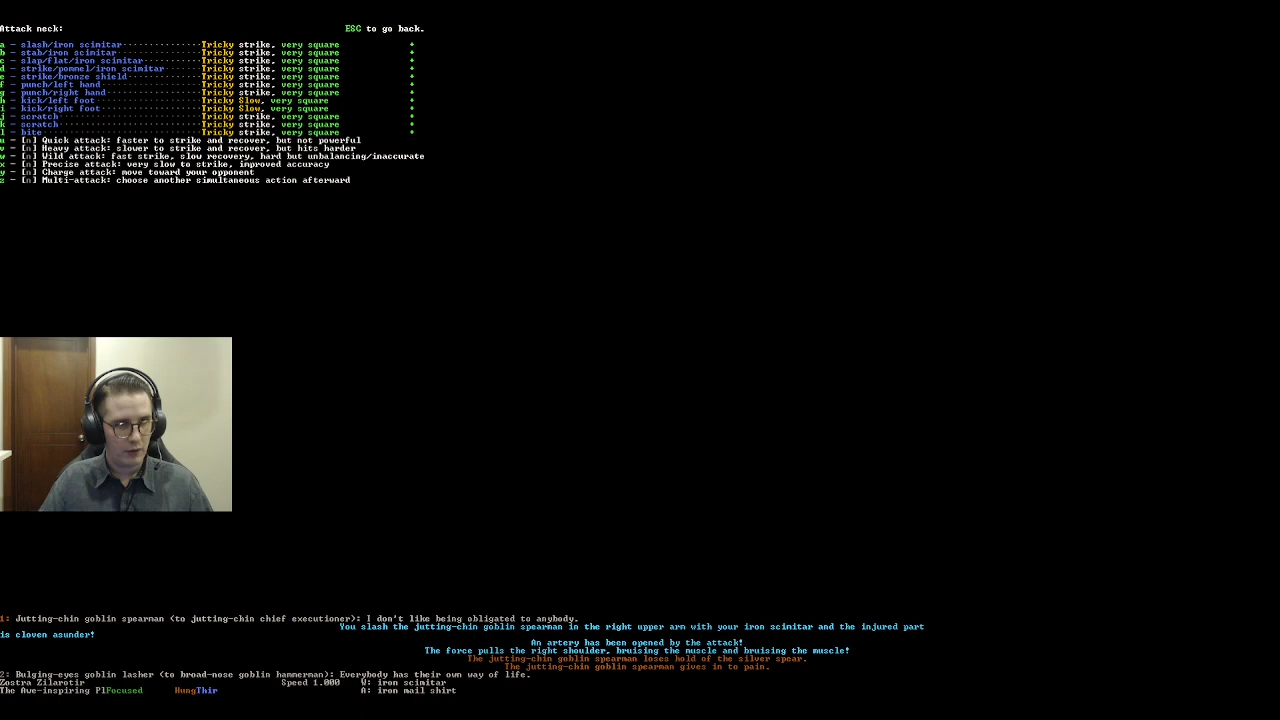 Attack neck: ESC to go back.
a - slash/iron scimitar Tricky strike, very square +
b - stab/iron scimitar Tricky strike, very square +
c - slap/flat/iron scimitar Tricky strike, very square +
d - strike/pommel/iron scimitar Tricky strike, very square +
e - strike/bronze shield Tricky strike, very square +
f - punch/left hand Tricky strike, very square +
g - punch/right hand Tricky strike, very square +
h - kick/left foot Tricky Slow, very square +
i - kick/right foot Tricky Slow, very square +
j - scratch Tricky strike, very square +
k - scratch Tricky strike, very square +
l - bite Tricky strike, very square +
u - [n] Quick attack: faster to strike and recover, but not powerful
v - [n] Heavy attack: slower to strike and recover, but hits harder
w - [n] Wild attack: fast strike, slow recovery, hard but unbalancing/inaccurate
x - [n] Precise attack: very slow to strike, improved accuracy
y - [n] Charge attack: move toward your opponent
z - [n] Multi-attack: choose another simultaneous action afterward
1: Jutting-chin goblin spearman (to jutting-chin chief executioner): I don't like being obligated to anybody.
You slash the jutting-chin goblin spearman in the right upper arm with your iron scimitar and the injured part
is cloven asunder!
An artery has been opened by the attack!
The force pulls the right shoulder, bruising the muscle and bruising the muscle!
The jutting-chin goblin spearman loses hold of the silver spear.
The jutting-chin goblin spearman gives in to pain.
2: Bulging-eyes goblin lasher (to broad-nose goblin hammerman): Everybody has their own way of life.
Zostra Zilarotir Speed 1.000 W: iron scimitar
The Awe-inspiring PlFocused HungThir A: iron mail shirt